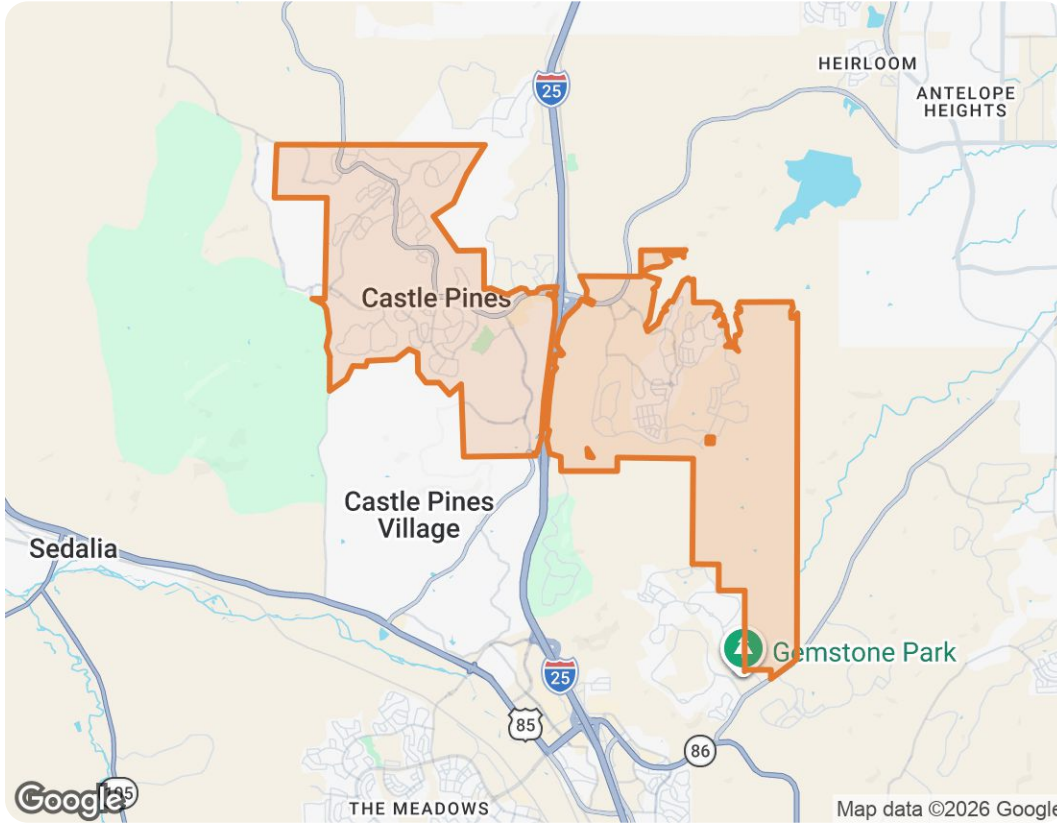 HEIRLOOM
25
ANTELOPE
HEIGHTS
Castle Pines
Castle Pines
Village
Sedalia
Gemstone Park
25
85
86
105
THE MEADOWS
Google
Map data ©2026 Google